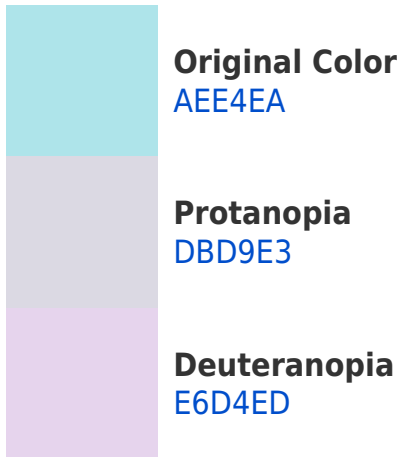 Original Color
AEE4EA
Protanopia
DBD9E3
Deuteranopia
E6D4ED